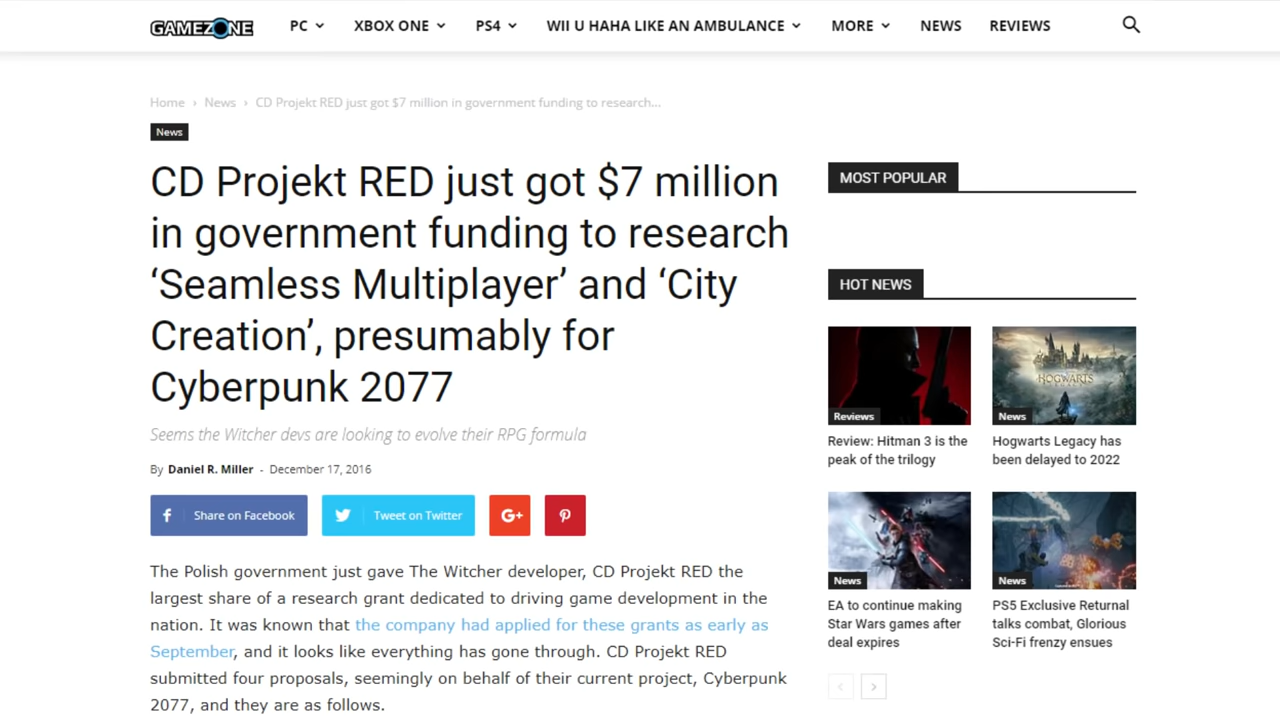 GAMEZONE
PC
XBOX ONE
PS4
WII U HAHA LIKE AN AMBULANCE
MORE
NEWS
REVIEWS
Home › News › CD Projekt RED just got $7 million in government funding to research...
News
CD Projekt RED just got $7 million
in government funding to research
‘Seamless Multiplayer’ and ‘City
Creation’, presumably for
Cyberpunk 2077
Seems the Witcher devs are looking to evolve their RPG formula
By Daniel R. Miller - December 17, 2016
Share on Facebook
Tweet on Twitter
G+
The Polish government just gave The Witcher developer, CD Projekt RED the
largest share of a research grant dedicated to driving game development in the
nation. It was known that the company had applied for these grants as early as
September, and it looks like everything has gone through. CD Projekt RED
submitted four proposals, seemingly on behalf of their current project, Cyberpunk
2077, and they are as follows.
MOST POPULAR
HOT NEWS
Reviews
Review: Hitman 3 is the
peak of the trilogy
HOGWARTS
News
Hogwarts Legacy has
been delayed to 2022
News
EA to continue making
Star Wars games after
deal expires
News
PS5 Exclusive Returnal
talks combat, Glorious
Sci-Fi frenzy ensues